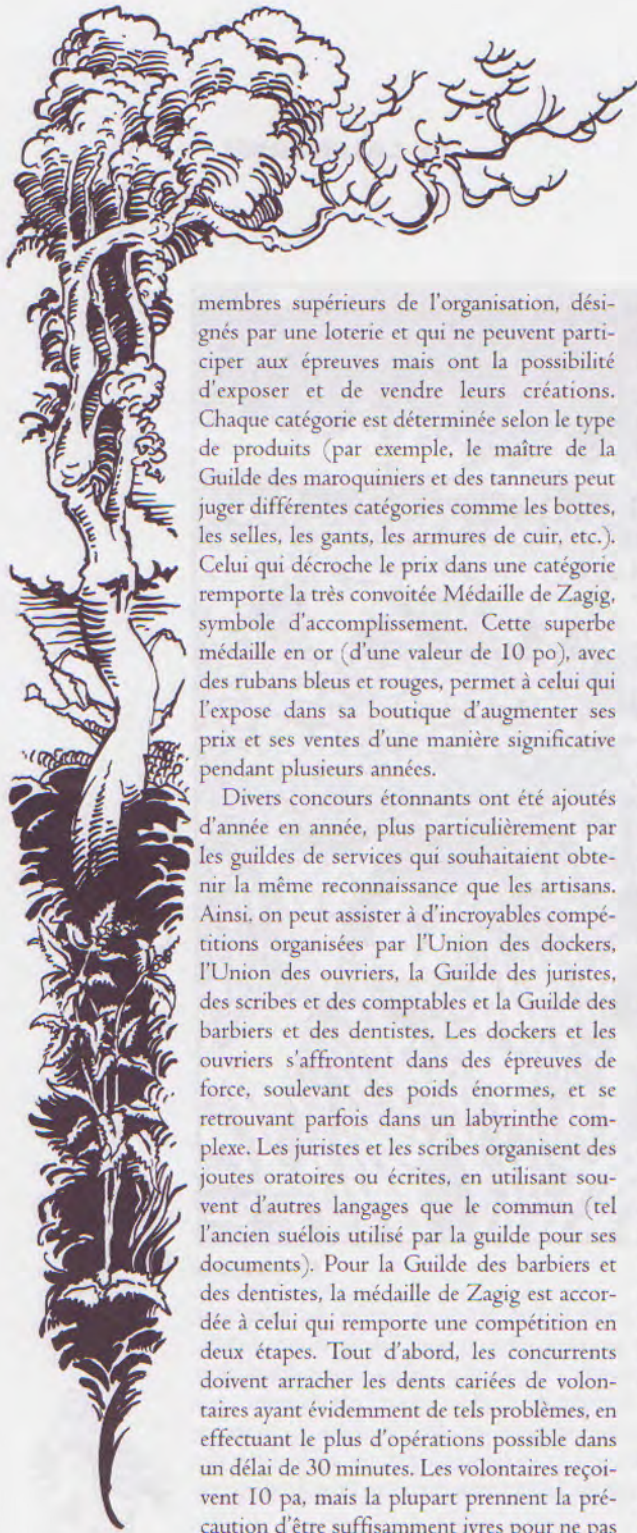 membres supérieurs de l'organisation, dési-
gnés par une loterie et qui ne peuvent parti-
ciper aux épreuves mais ont la possibilité
d'exposer et de vendre leurs créations.
Chaque catégorie est déterminée selon le type
de produits (par exemple, le maître de la
Guilde des maroquiniers et des tanneurs peut
juger différentes catégories comme les bottes,
les selles, les gants, les armures de cuir, etc.).
Celui qui décroche le prix dans une catégorie
remporte la très convoitée Médaille de Zagig,
symbole d'accomplissement. Cette superbe
médaille en or (d'une valeur de 10 po), avec
des rubans bleus et rouges, permet à celui qui
l'expose dans sa boutique d'augmenter ses
prix et ses ventes d'une manière significative
pendant plusieurs années.
Divers concours étonnants ont été ajoutés
d'année en année, plus particulièrement par
les guildes de services qui souhaitaient obte-
nir la même reconnaissance que les artisans.
Ainsi, on peut assister à d'incroyables compé-
titions organisées par l'Union des dockers,
l'Union des ouvriers, la Guilde des juristes,
des scribes et des comptables et la Guilde des
barbiers et des dentistes. Les dockers et les
ouvriers s'affrontent dans des épreuves de
force, soulevant des poids énormes, et se
retrouvant parfois dans un labyrinthe com-
plexe. Les juristes et les scribes organisent des
joutes oratoires ou écrites, en utilisant sou-
vent d'autres langages que le commun (tel
l'ancien suélois utilisé par la guilde pour ses
documents). Pour la Guilde des barbiers et
des dentistes, la médaille de Zagig est accor-
dée à celui qui remporte une compétition en
deux étapes. Tout d'abord, les concurrents
doivent arracher les dents cariées de volon-
taires ayant évidemment de tels problèmes, en
effectuant le plus d'opérations possible dans
un délai de 30 minutes. Les volontaires reçoi-
vent 10 pa, mais la plupart prennent la pré-
caution d'être suffisamment ivres pour ne pas